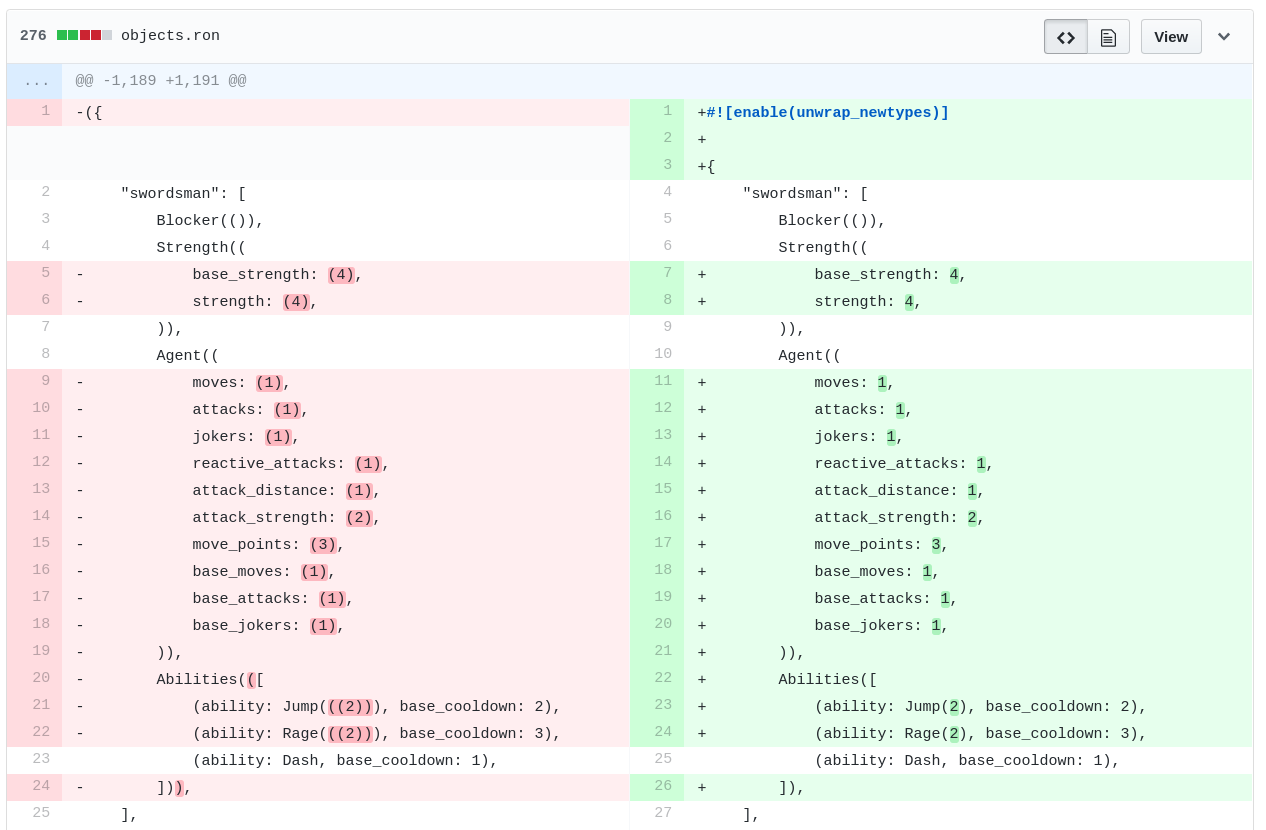 276 objects.ron View
... @@ -1,189 +1,191 @@
1 -({ 1 +#![enable(unwrap_newtypes)]
2 +
3 +{
2 "swordsman": [ 4 "swordsman": [
3 Blocker(()), 5 Blocker(()),
4 Strength(( 6 Strength((
5 - base_strength: (4), 7 + base_strength: 4,
6 - strength: (4), 8 + strength: 4,
7 )), 9 )),
8 Agent(( 10 Agent((
9 - moves: (1), 11 + moves: 1,
10 - attacks: (1), 12 + attacks: 1,
11 - jokers: (1), 13 + jokers: 1,
12 - reactive_attacks: (1), 14 + reactive_attacks: 1,
13 - attack_distance: (1), 15 + attack_distance: 1,
14 - attack_strength: (2), 16 + attack_strength: 2,
15 - move_points: (3), 17 + move_points: 3,
16 - base_moves: (1), 18 + base_moves: 1,
17 - base_attacks: (1), 19 + base_attacks: 1,
18 - base_jokers: (1), 20 + base_jokers: 1,
19 - )), 21 + )),
20 - Abilities(([ 22 + Abilities([
21 - (ability: Jump(((2))), base_cooldown: 2), 23 + (ability: Jump(2), base_cooldown: 2),
22 - (ability: Rage(((2))), base_cooldown: 3), 24 + (ability: Rage(2), base_cooldown: 3),
23 (ability: Dash, base_cooldown: 1), 25 (ability: Dash, base_cooldown: 1),
24 - ])), 26 + ]),
25 ], 27 ],